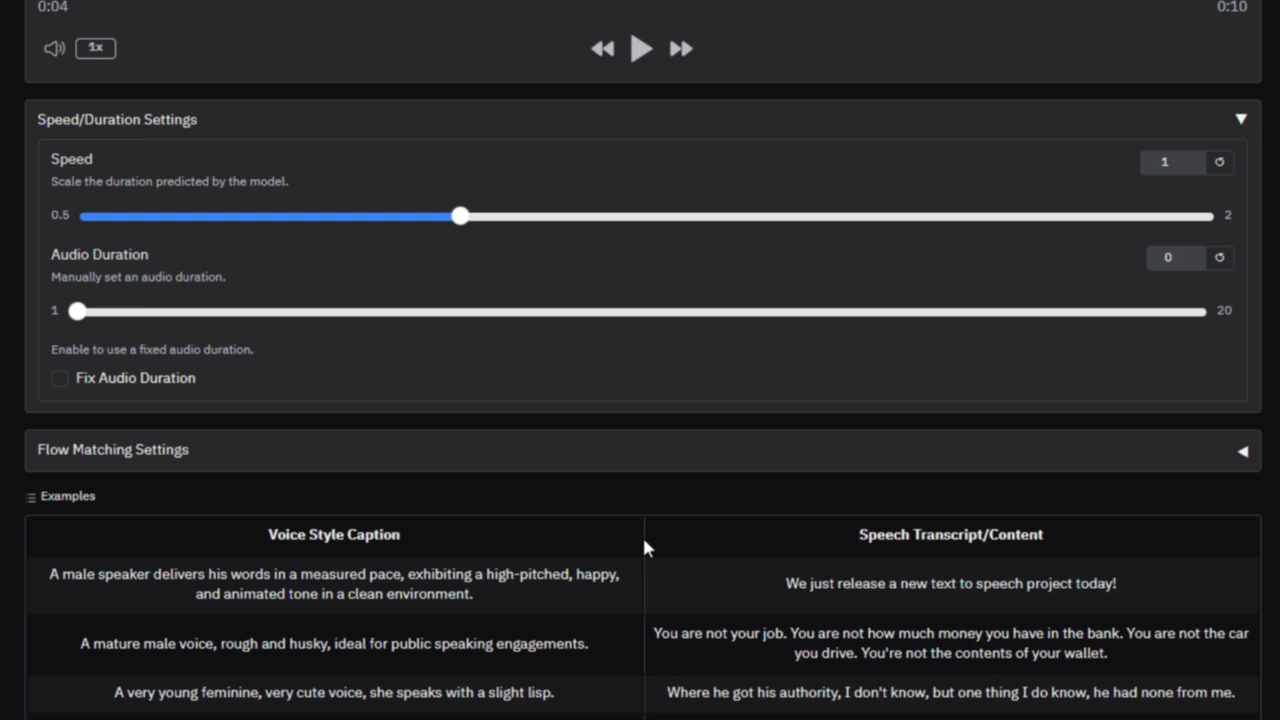 0:04 0:10
1x
Speed/Duration Settings
Speed 1
Scale the duration predicted by the model.
0.5 2
Audio Duration 0
Manually set an audio duration.
1 20
Enable to use a fixed audio duration.
Fix Audio Duration
Flow Matching Settings
Examples
Voice Style Caption
Speech Transcript/Content
A male speaker delivers his words in a measured pace, exhibiting a high-pitched, happy,
and animated tone in a clean environment.
We just release a new text to speech project today!
A mature male voice, rough and husky, ideal for public speaking engagements.
You are not your job. You are not how much money you have in the bank. You are not the car
you drive. You're not the contents of your wallet.
A very young feminine, very cute voice, she speaks with a slight lisp.
Where he got his authority, I don't know, but one thing I do know, he had none from me.